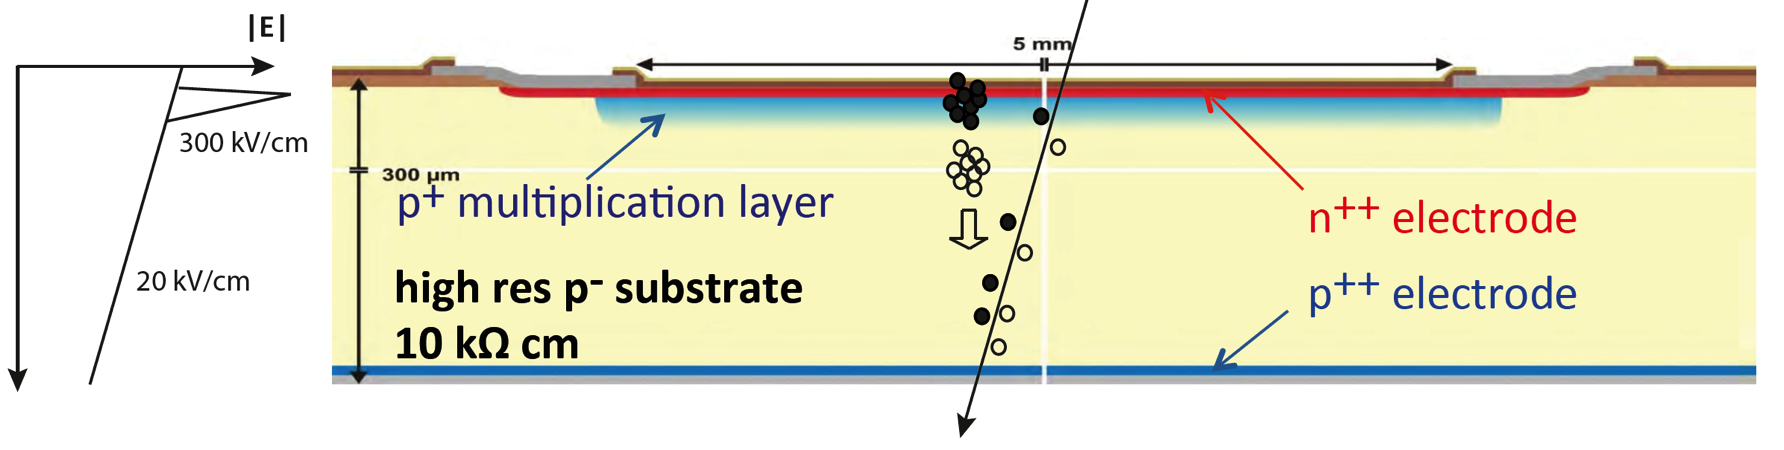 |E|
5 mm
300 kV/cm
300 µm
p+ multiplication layer
n++ electrode
20 kV/cm
high res p- substrate
p++ electrode
10 kΩ cm